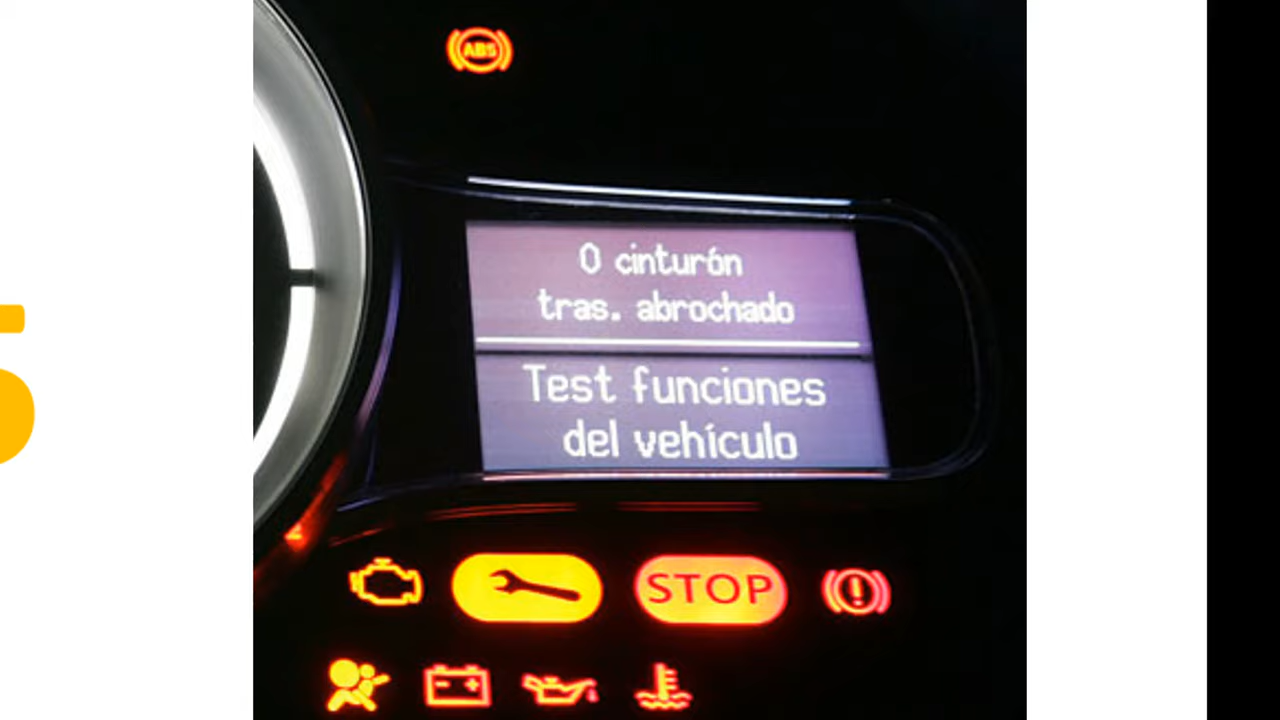 ABS
0 cinturón
tras. abrochado
Test funciones
del vehículo
STOP